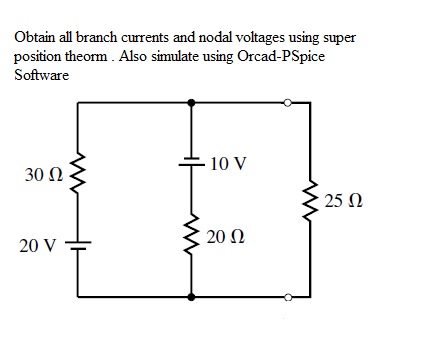 Obtain all branch currents and nodal voltages using super
position theorm . Also simulate using Orcad-PSpice
Software
10 V
30 Ω
25 Ω
20 Ω
20 V